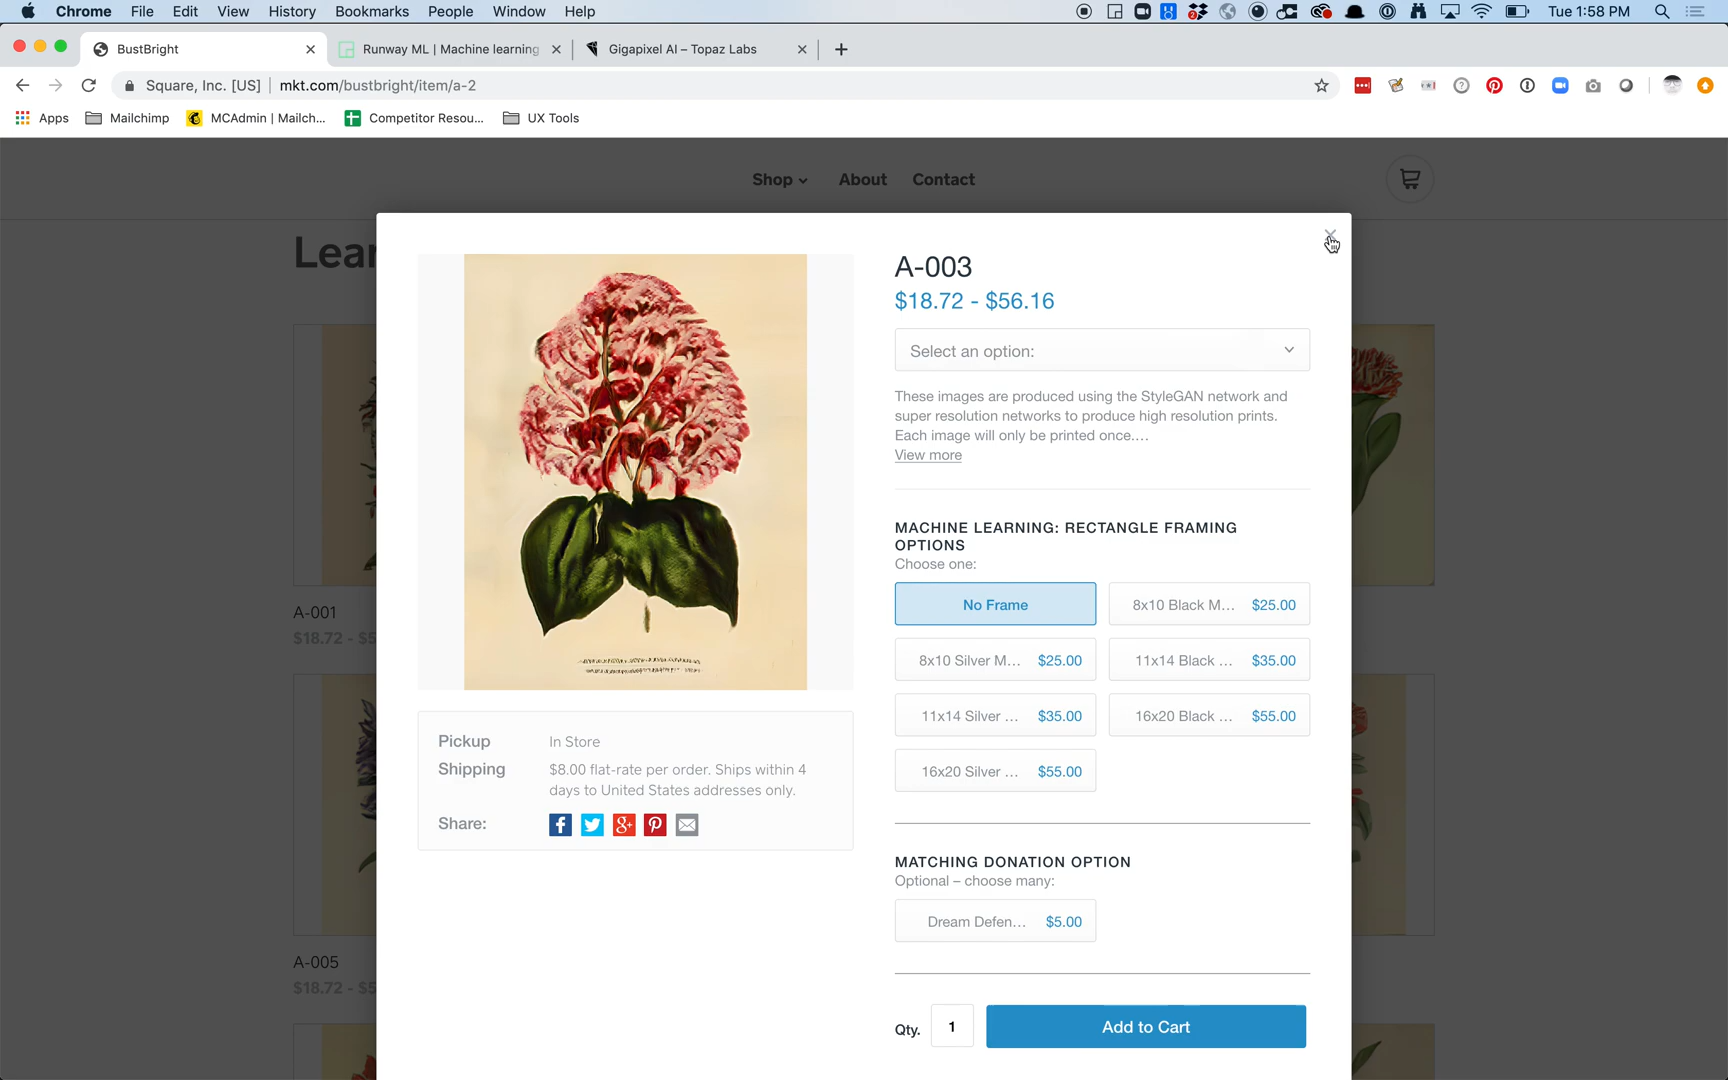 Chrome File Edit View History Bookmarks People Window Help
Tue 1:58 PM
BustBright
Runway ML | Machine learning
Gigapixel AI – Topaz Labs
Square, Inc. [US] mkt.com/bustbright/item/a-2
Apps Mailchimp MCAdmin | Mailch... Competitor Resou... UX Tools
Shop About Contact
Lear
A-003
$18.72 - $56.16
Select an option:
These images are produced using the StyleGAN network and
super resolution networks to produce high resolution prints.
Each image will only be printed once....
View more
MACHINE LEARNING: RECTANGLE FRAMING
OPTIONS
Choose one:
No Frame
8x10 Black M... $25.00
8x10 Silver M... $25.00
11x14 Black ... $35.00
11x14 Silver ... $35.00
16x20 Black ... $55.00
16x20 Silver ... $55.00
MATCHING DONATION OPTION
Optional – choose many:
Dream Defen... $5.00
Qty. 1 Add to Cart
Pickup In Store
Shipping $8.00 flat-rate per order. Ships within 4
days to United States addresses only.
Share:
A-001
$18.72 - $5
A-005
$18.72 - $5